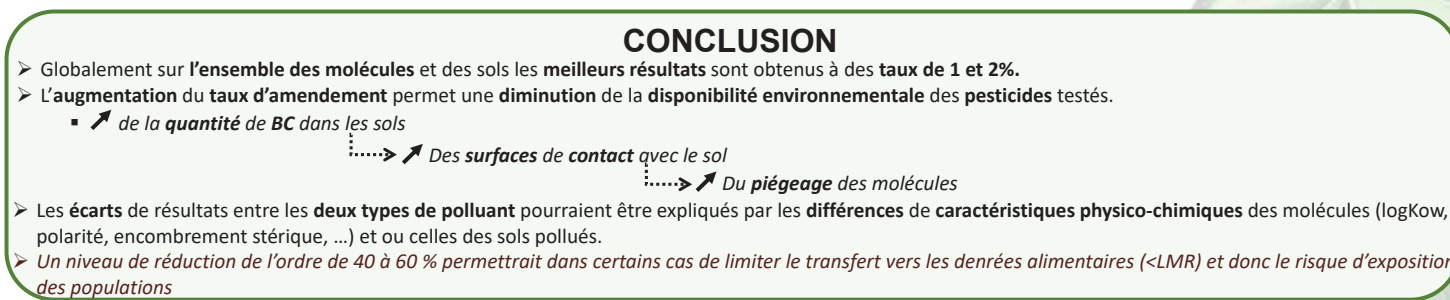 CONCLUSION
➢ Globalement sur l'ensemble des molécules et des sols les meilleurs résultats sont obtenus à des taux de 1 et 2%.
➢ L'augmentation du taux d'amendement permet une diminution de la disponibilité environnementale des pesticides testés.
▪ ↗ de la quantité de BC dans les sols
↗ Des surfaces de contact avec le sol
↗ Du piégeage des molécules
➢ Les écarts de résultats entre les deux types de polluant pourraient être expliqués par les différences de caractéristiques physico-chimiques des molécules (logKow,
polarité, encombrement stérique, …) et ou celles des sols pollués.
➢ Un niveau de réduction de l'ordre de 40 à 60 % permettrait dans certains cas de limiter le transfert vers les denrées alimentaires (<LMR) et donc le risque d'exposition
des populations